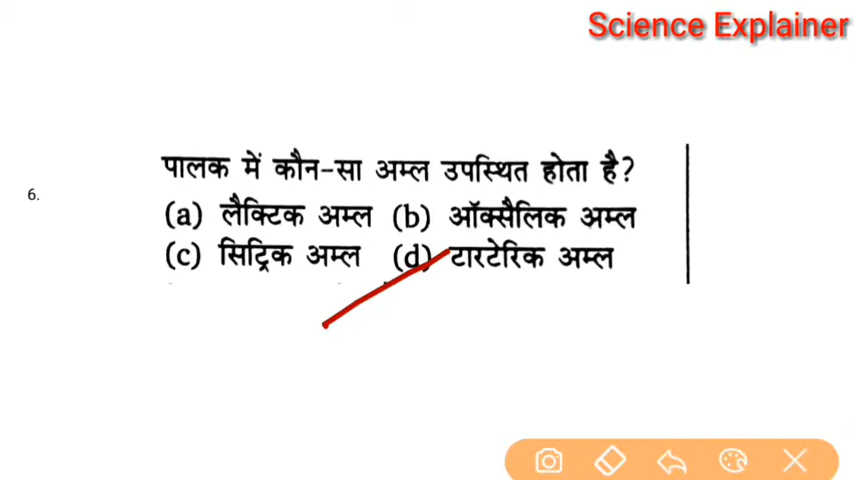 Science Explainer
पालक में कौन-सा अम्ल उपस्थित होता है?
6.
(a) लैक्टिक अम्ल (b) ऑक्सैलिक अम्ल
(c) सिट्रिक अम्ल (d) टारटेरिक अम्ल